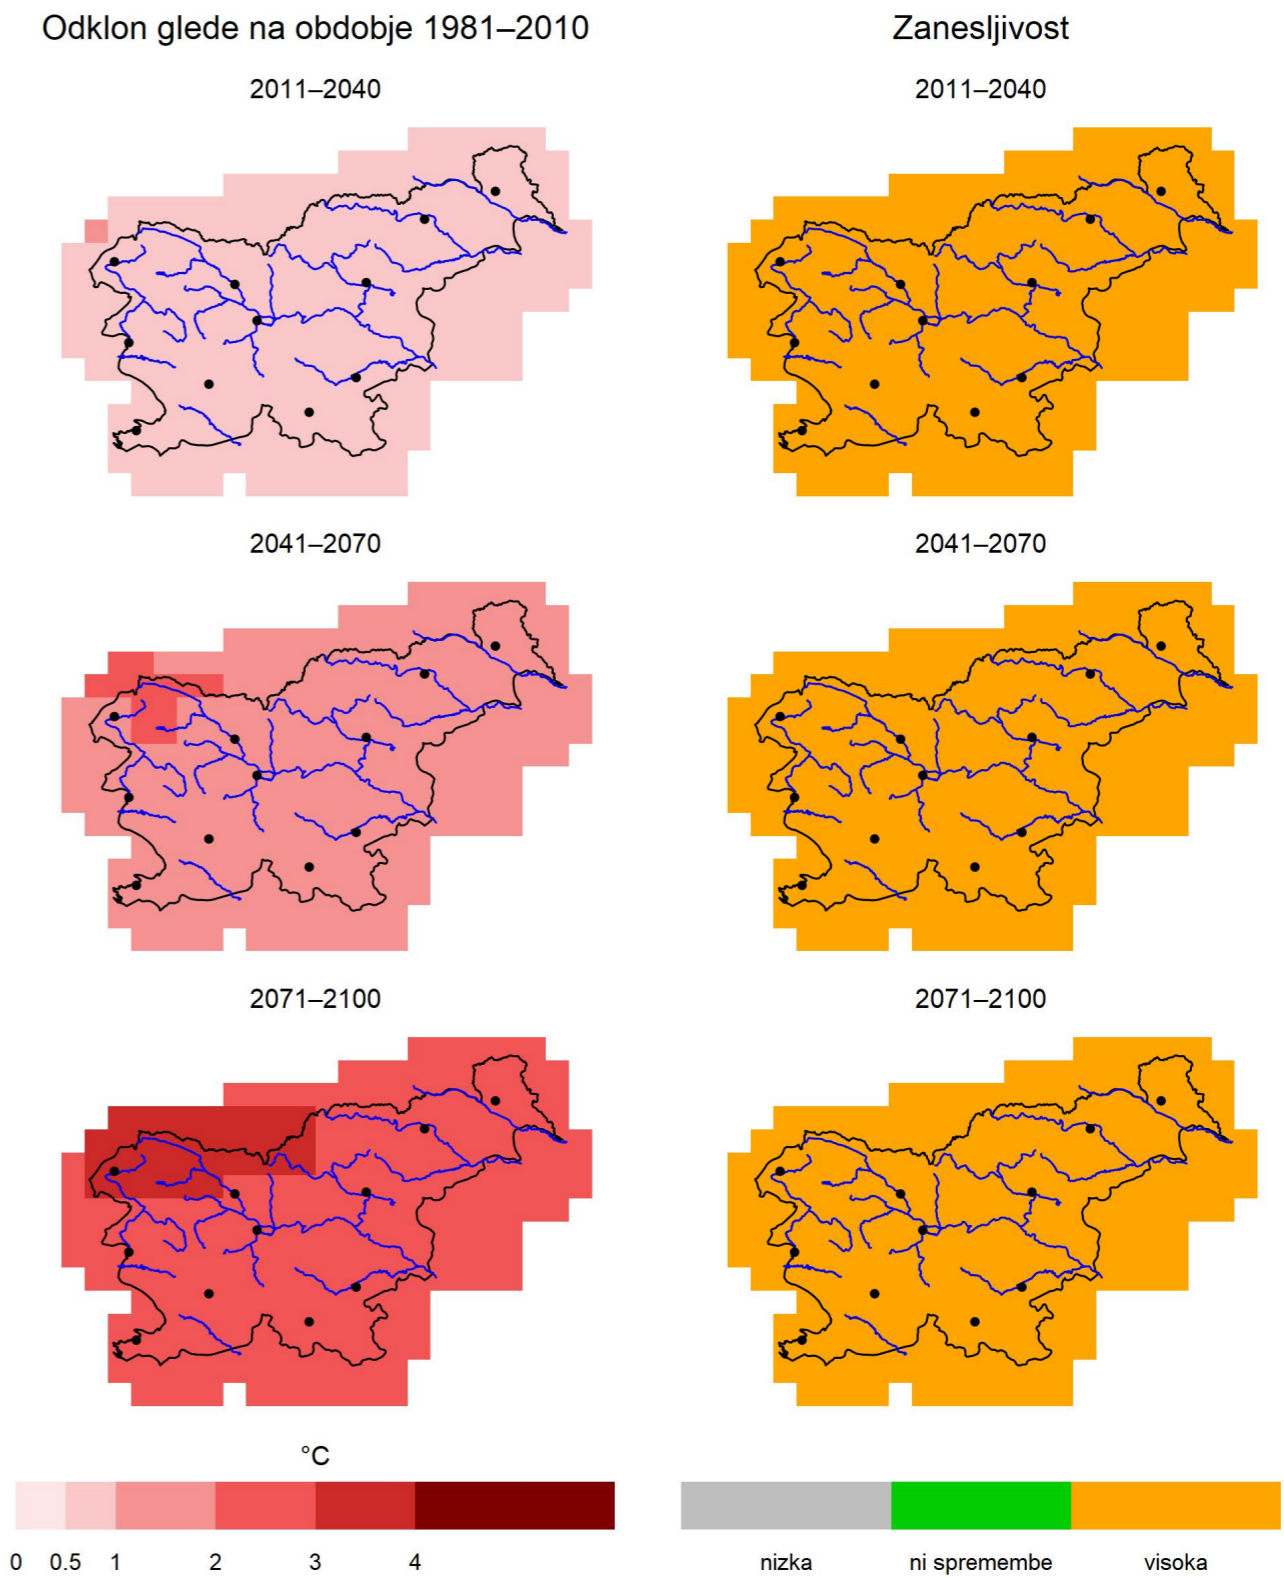 Odklon glede na obdobje 1981–2010
Zanesljivost
2011–2040
2011–2040
2041–2070
2041–2070
2071–2100
2071–2100
°C
0 0.5 1 2 3 4
nizka ni spremembe visoka